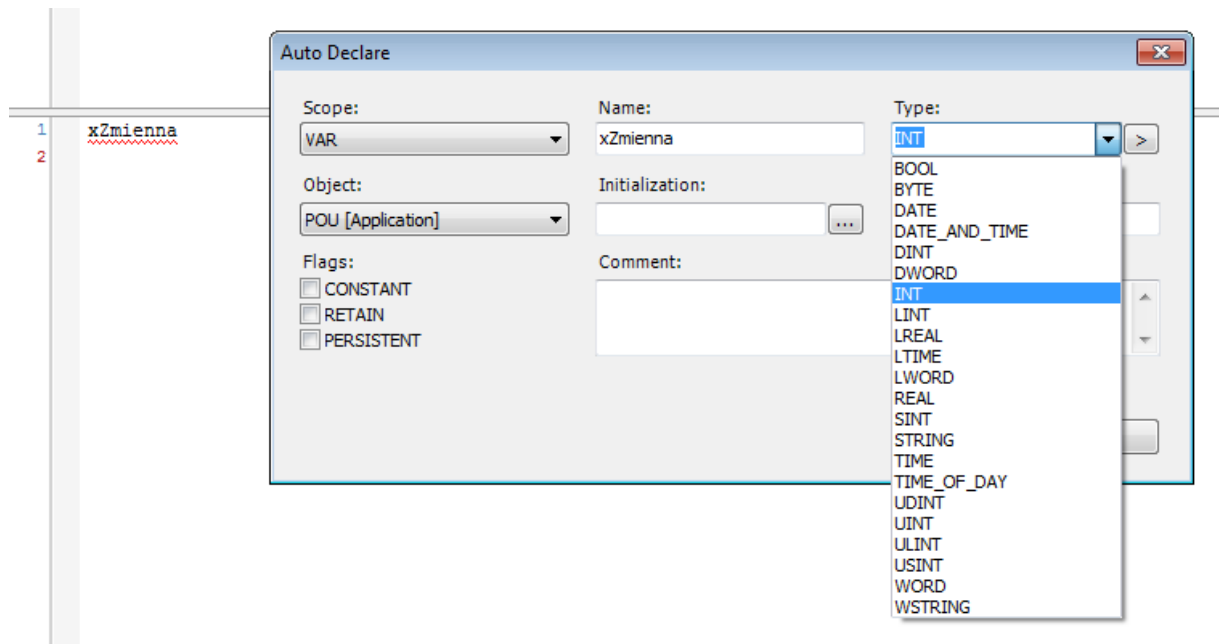 Auto Declare
Scope:
Name:
Type:
1 xZmienna
VAR
xZmienna
INT
>
2
Object:
Initialization:
POU [Application]
...
Flags:
Comment:
CONSTANT
RETAIN
PERSISTENT
BOOL
BYTE
DATE
DATE_AND_TIME
DINT
DWORD
INT
LINT
LREAL
LTIME
LWORD
REAL
SINT
STRING
TIME
TIME_OF_DAY
UDINT
UINT
ULINT
USINT
WORD
WSTRING